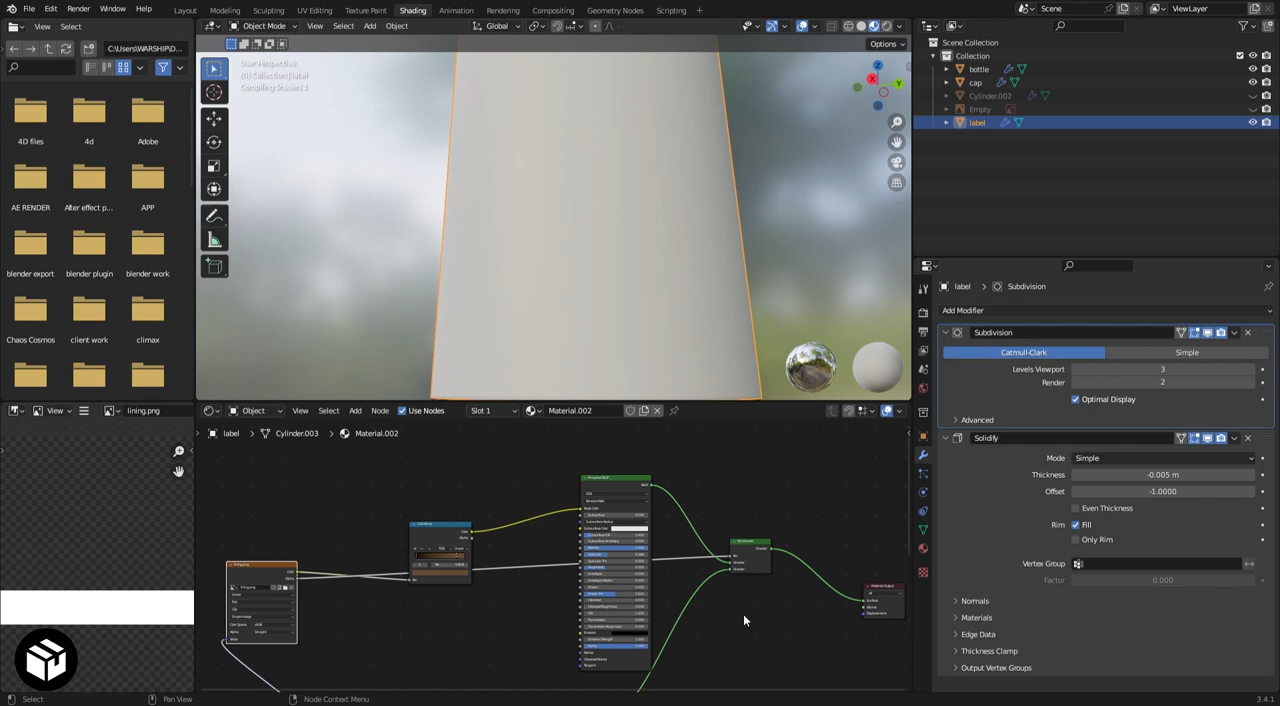 File Edit Render Window Help
Layout Modeling Sculpting UV Editing Texture Paint Shading Animation Rendering Compositing Geometry Nodes Scripting
Scene ViewLayer
View Select
Object Mode View Select Add Object Global
Options
C:\Users\WARSHIP\D...
4D files 4d Adobe
AE RENDER After effect p... APP
blender export blender plugin blender work
Chaos Cosmos client work climax
User Perspective
(0) Collection | label
Compiling Shaders 1
X
Y
Z
Scene Collection
Collection
bottle
cap
Cylinder.002
Empty
label
label Subdivision
Add Modifier
Subdivision
Catmull-Clark Simple
Levels Viewport 3
Render 2
Optimal Display
Advanced
Solidify
Mode Simple
Thickness -0.005 m
Offset -1.0000
Even Thickness
Rim Fill
Only Rim
Vertex Group
Factor 0.000
Normals
Materials
Edge Data
Thickness Clamp
Output Vertex Groups
View lining.png
Object View Select Add Node Use Nodes Slot 1 Material.002
label Cylinder.003 Material.002
Select Pan View Node Context Menu 3.4.1